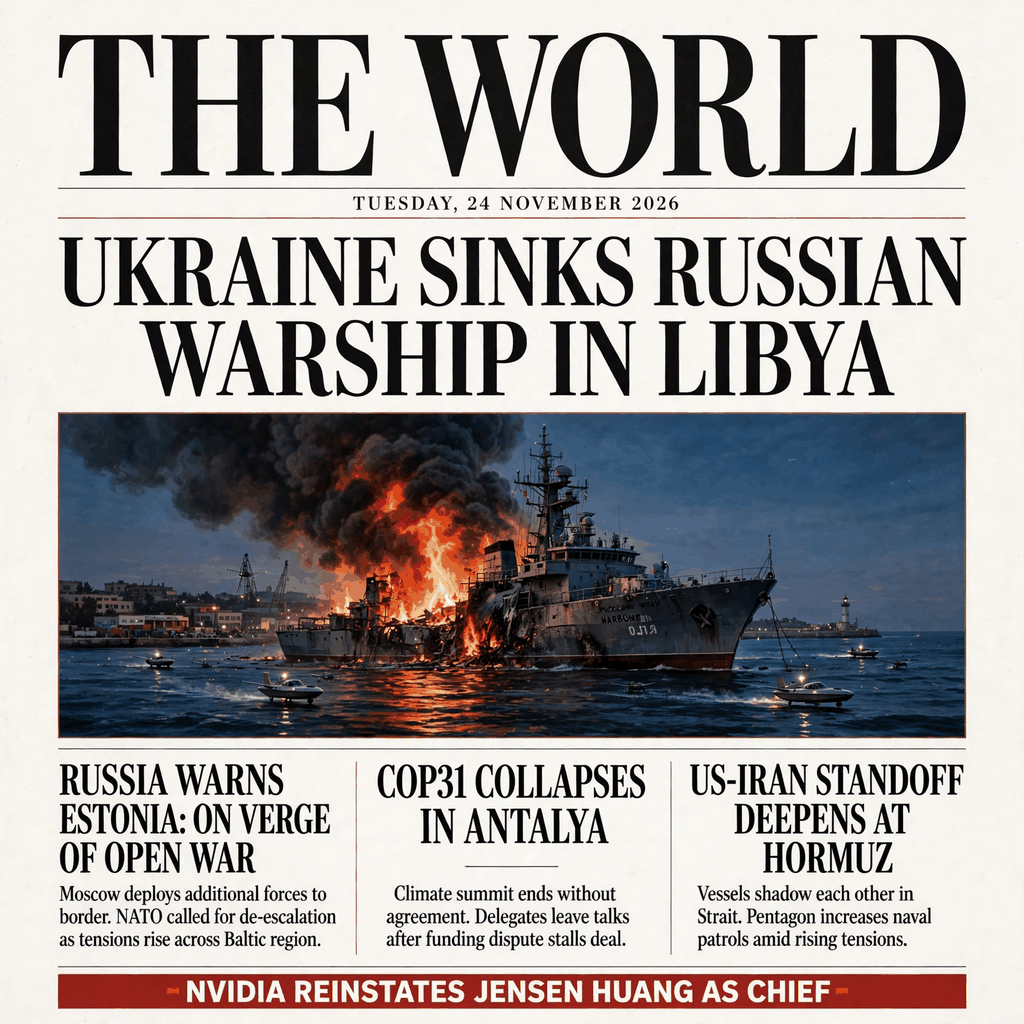 THE WORLD
TUESDAY, 24 NOVEMBER 2026
UKRAINE SINKS RUSSIAN
WARSHIP IN LIBYA
RUSSIA WARNS
ESTONIA: ON VERGE
OF OPEN WAR
Moscow deploys additional forces to
border. NATO called for de-escalation
as tensions rise across Baltic region.
COP31 COLLAPSES
IN ANTALYA
Climate summit ends without
agreement. Delegates leave talks
after funding dispute stalls deal.
US-IRAN STANDOFF
DEEPENS AT
HORMUZ
Vessels shadow each other in
Strait. Pentagon increases naval
patrols amid rising tensions.
NVIDIA REINSTATES JENSEN HUANG AS CHIEF